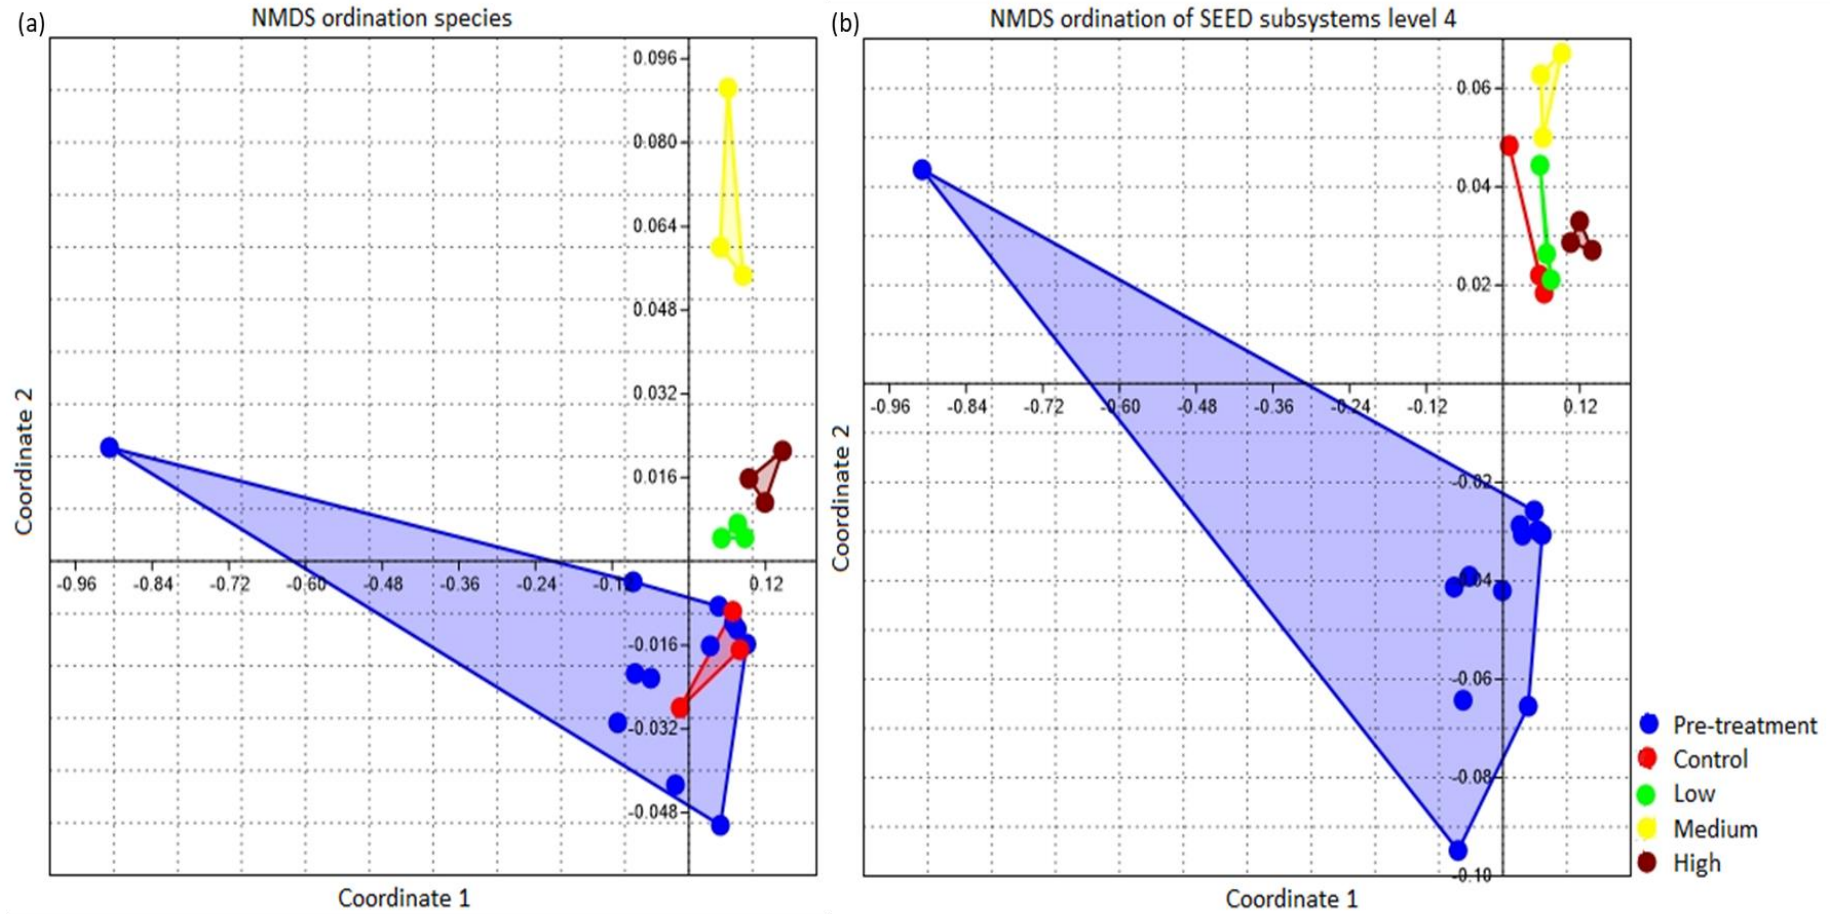 (a)
NMDS ordination species
0.096
0.080
0.064
0.048
0.032
0.016
-0.96 -0.84 -0.72 -0.60 -0.48 -0.36 -0.24 0.12
-0.016
-0.032
-0.048
Coordinate 2
Coordinate 1
(b)
NMDS ordination of SEED subsystems level 4
0.06
0.04
0.02
-0.96 -0.84 -0.72 -0.60 -0.48 -0.36 -0.24 -0.12 0.12
-0.02
-0.04
-0.06
-0.08
-0.10
Coordinate 2
Coordinate 1
Pre-treatment
Control
Low
Medium
High